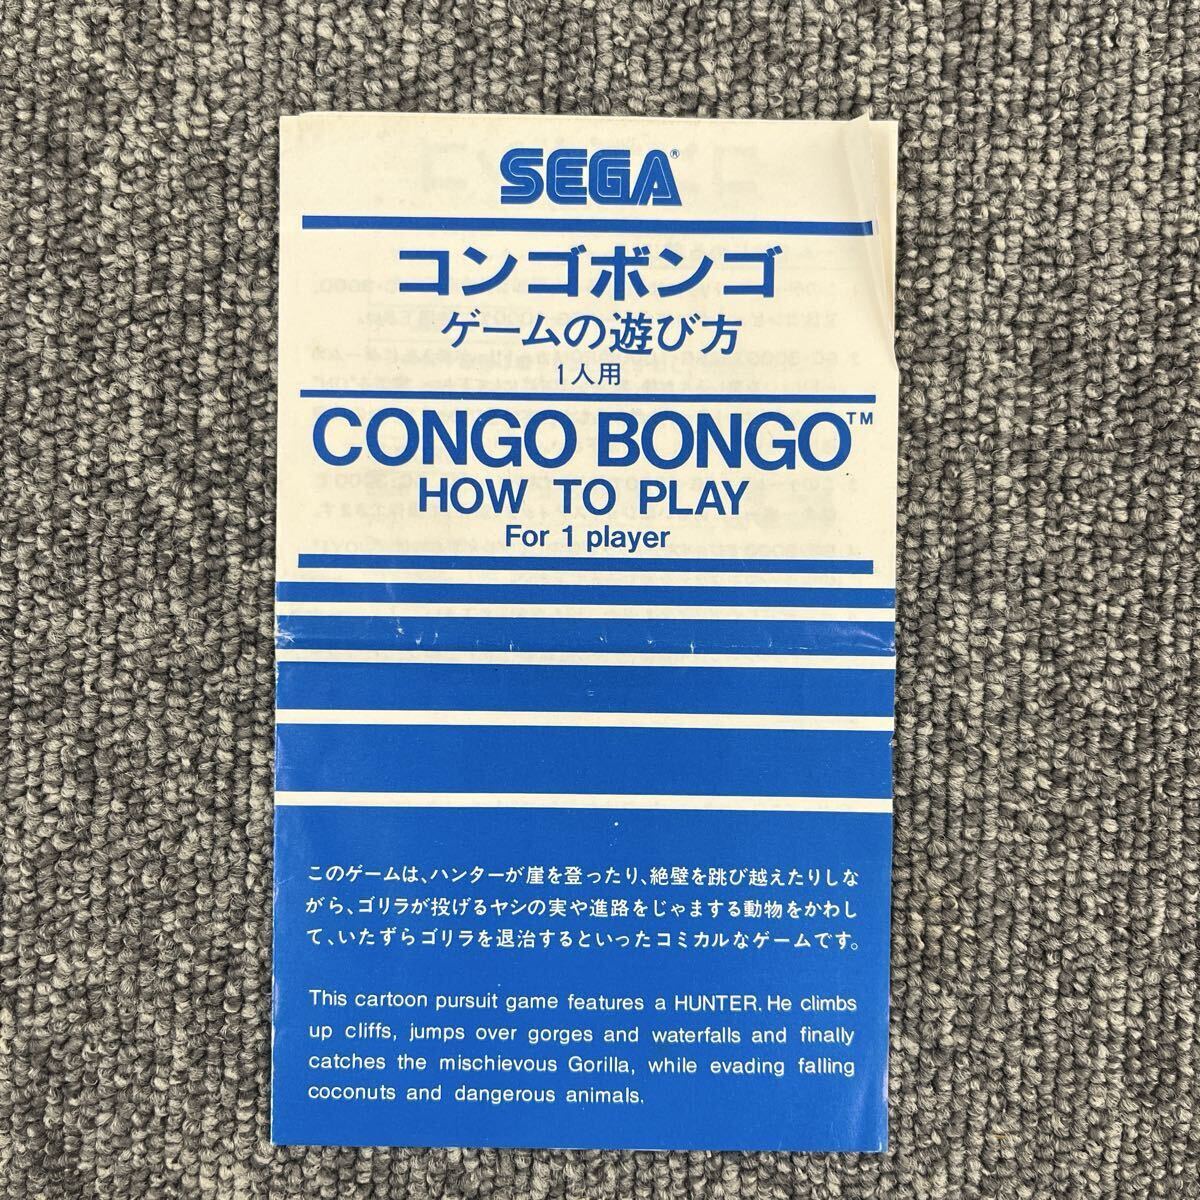 SEGA®
コンゴボンゴ
ゲームの遊び方
1人用
CONGO BONGO™
HOW TO PLAY
For 1 player
このゲームは、ハンターが崖を登ったり、絶壁を跳び越えたりしな
がら、ゴリラが投げるヤシの実や進路をじゃまする動物をかわし
て、いたずらゴリラを退治するといったコミカルなゲームです。
This cartoon pursuit game features a HUNTER. He climbs
up cliffs, jumps over gorges and waterfalls and finally
catches the mischievous Gorilla, while evading falling
coconuts and dangerous animals.